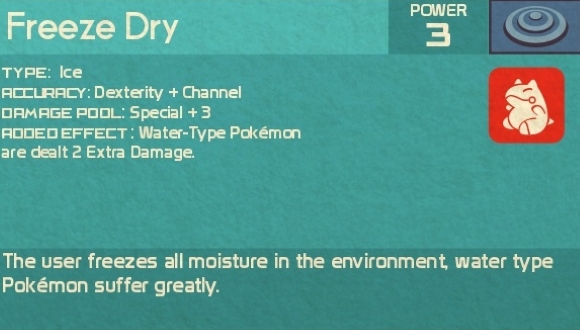 Freeze Dry
POWER
3
TYPE: Ice
ACCURACY: Dexterity + Channel
DAMAGE POOL: Special + 3
ADDED EFFECT: Water-Type Pokémon
are dealt 2 Extra Damage.
The user freezes all moisture in the environment, water type
Pokémon suffer greatly.